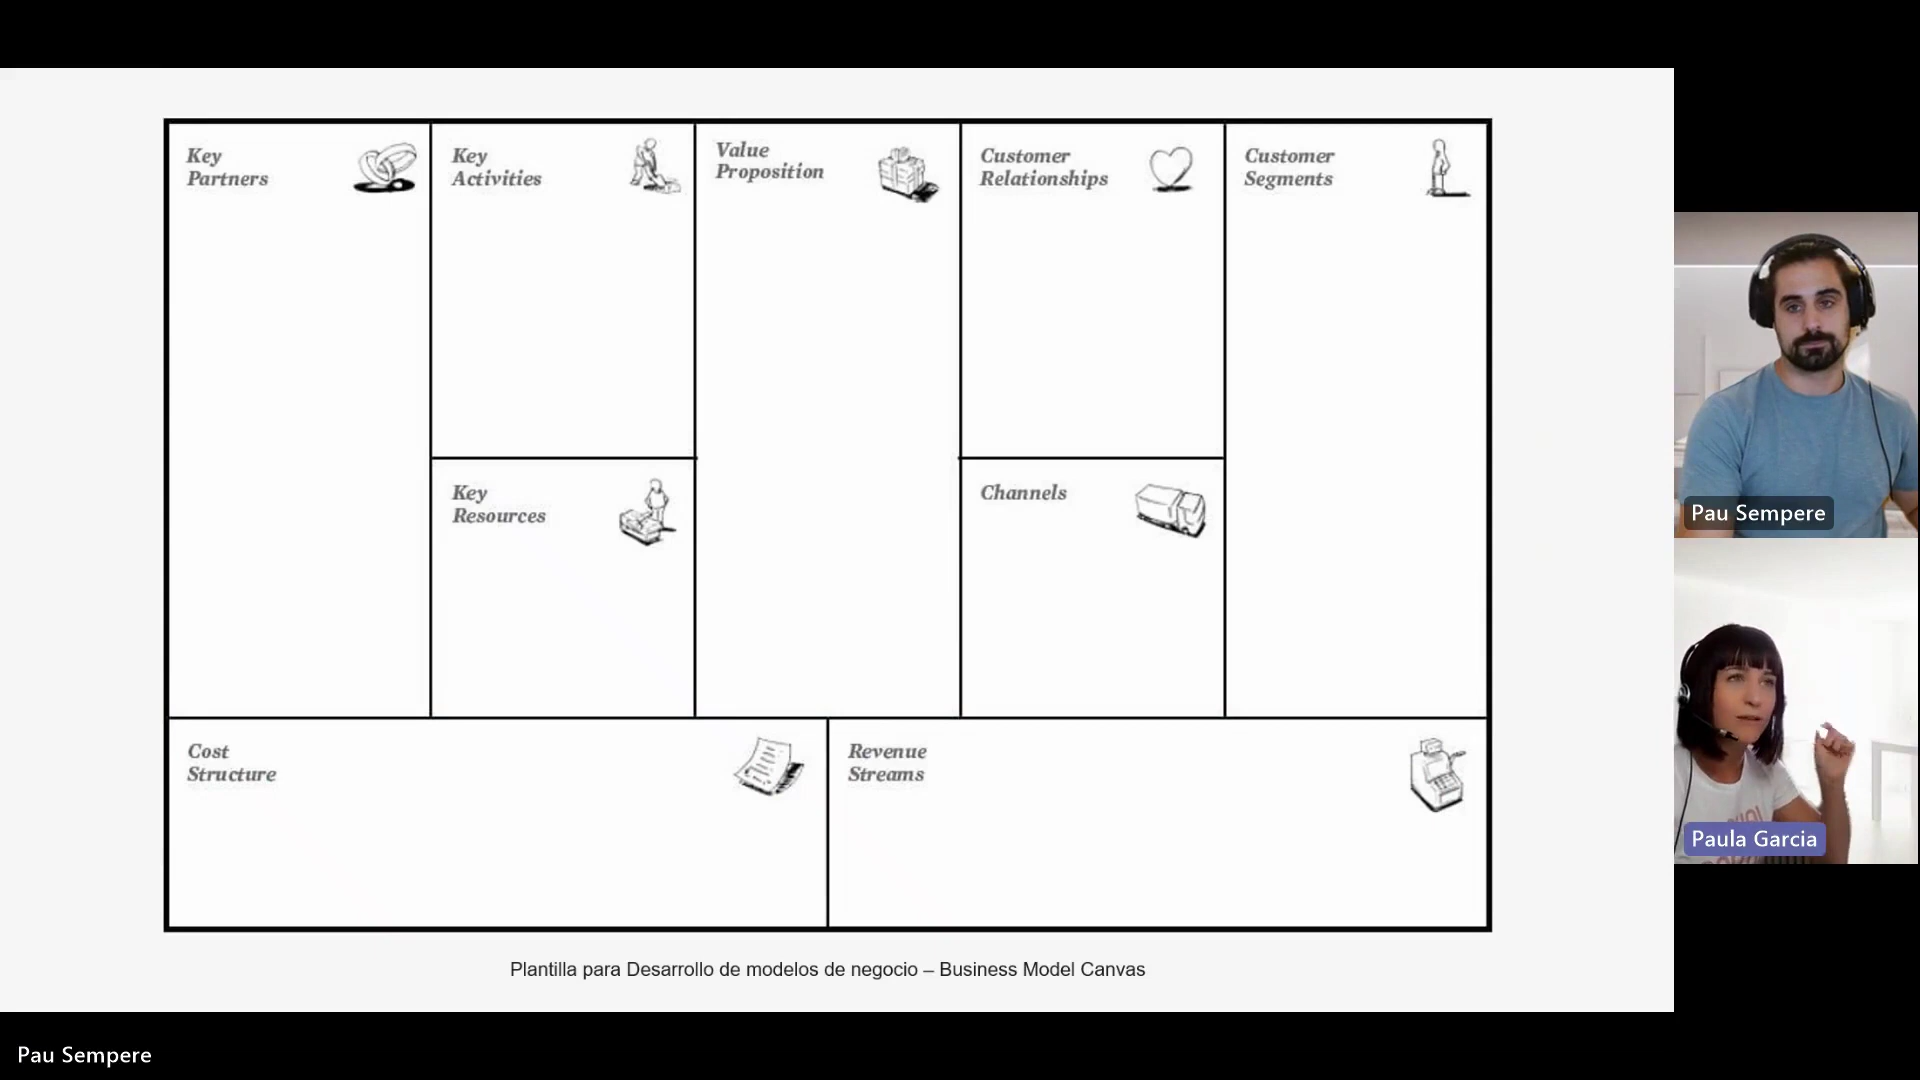 Key
Partners
Key
Activities
Value
Proposition
Customer
Relationships
Customer
Segments
Key
Resources
Channels
Cost
Structure
Revenue
Streams
Plantilla para Desarrollo de modelos de negocio – Business Model Canvas
Pau Sempere
Paula Garcia
Pau Sempere